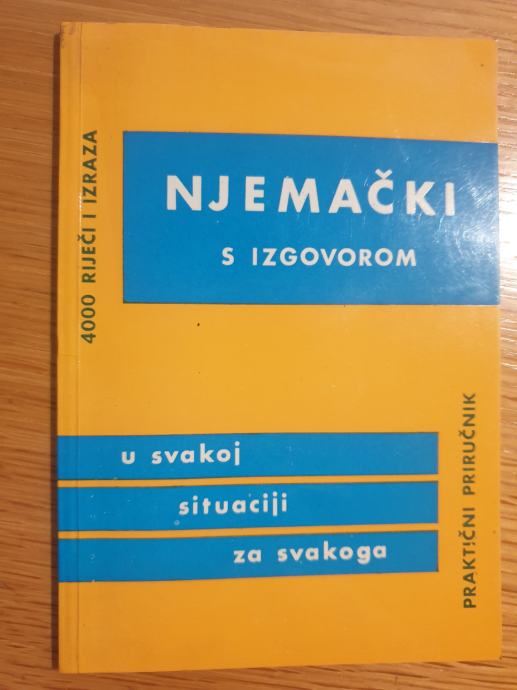 4000 RIJEČI I IZRAZA
NJEMAČKI
S IZGOVOROM
u svakoj
situaciji
za svakoga
PRAKTIČNI PRIRUČNIK